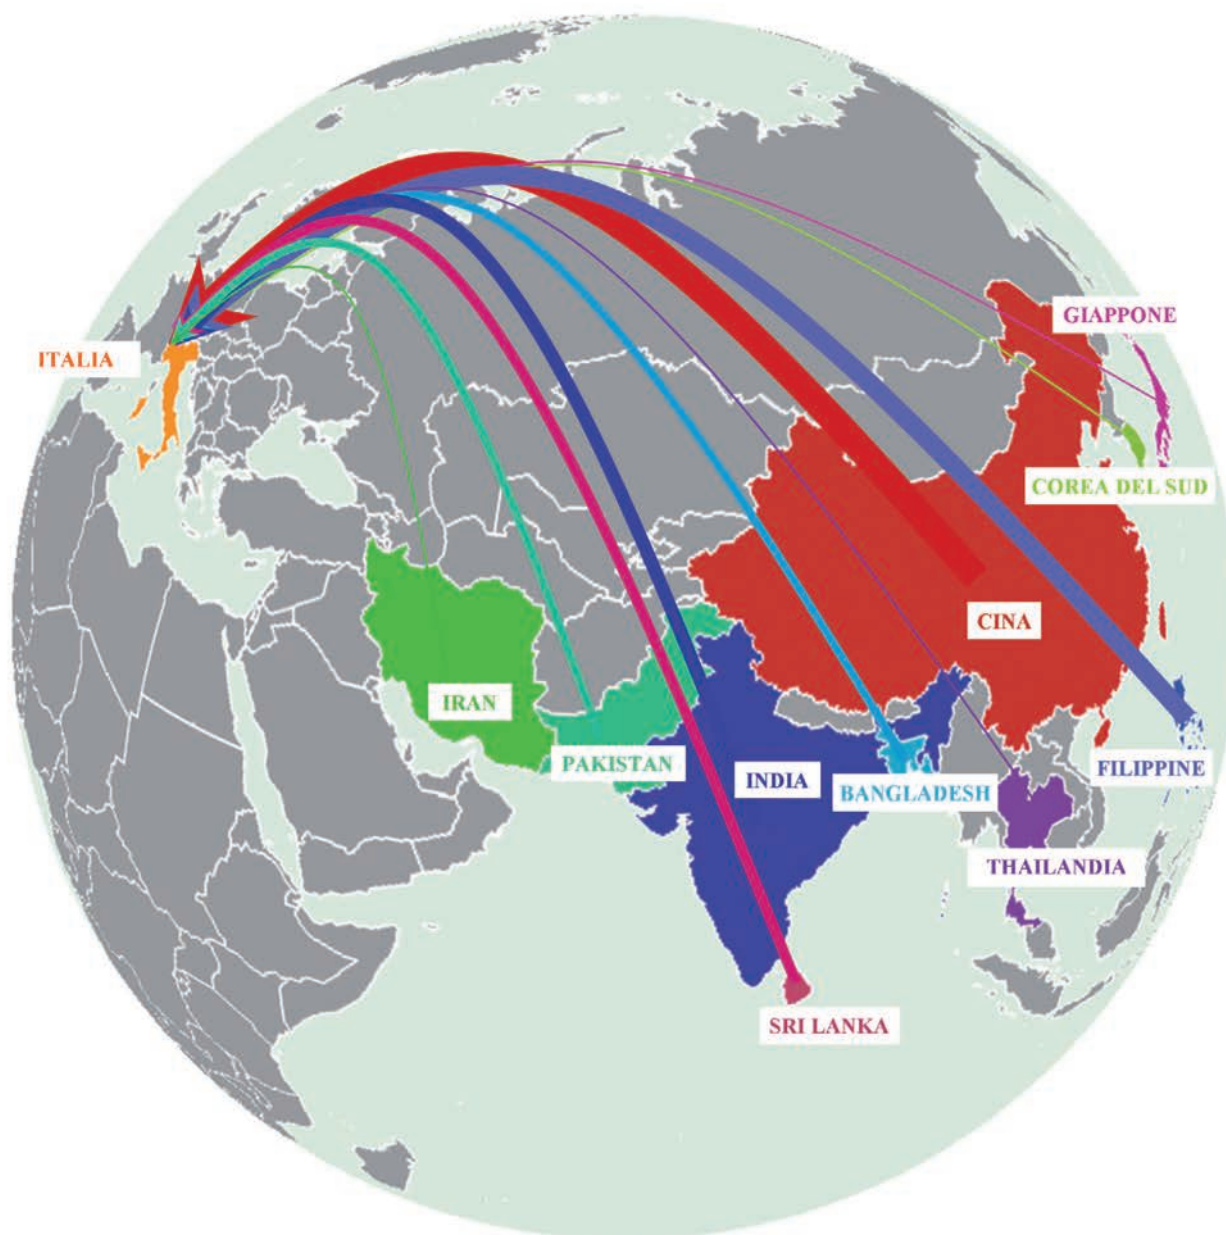 GIAPPONE
ITALIA
COREA DEL SUD
CINA
IRAN
PAKISTAN
INDIA
BANGLADESH
FILIPPINE
THAILANDIA
SRI LANKA